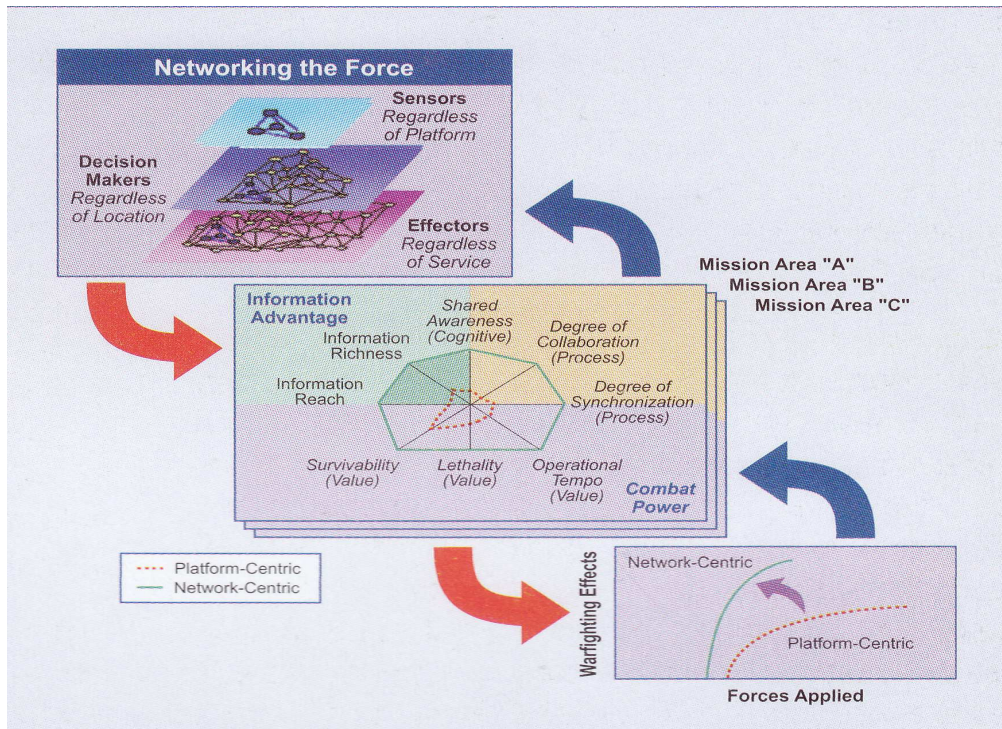 Networking the Force
Sensors
Regardless
of Platform
Decision
Makers
Regardless
of Location
Effectors
Regardless
of Service
Mission Area "A"
Mission Area "B"
Mission Area "C"
Information
Advantage
Shared
Awareness
(Cognitive)
Information
Richness
Degree of
Collaboration
(Process)
Information
Reach
Degree of
Synchronization
(Process)
Survivability
(Value)
Lethality
(Value)
Operational
Tempo
(Value)
Combat
Power
Platform-Centric
Network-Centric
Warfighting Effects
Network-Centric
Platform-Centric
Forces Applied